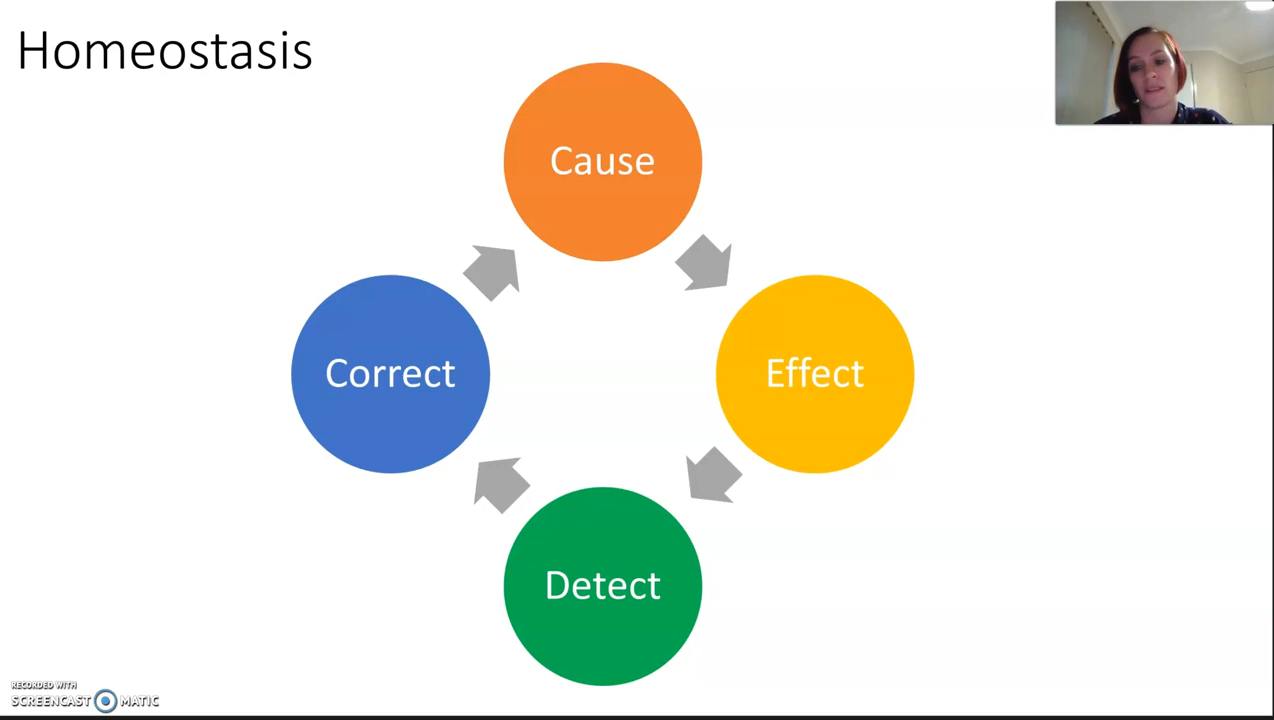 Homeostasis
Cause
Correct
Effect
Detect
RECORDED WITH
SCREENCAST MATIC